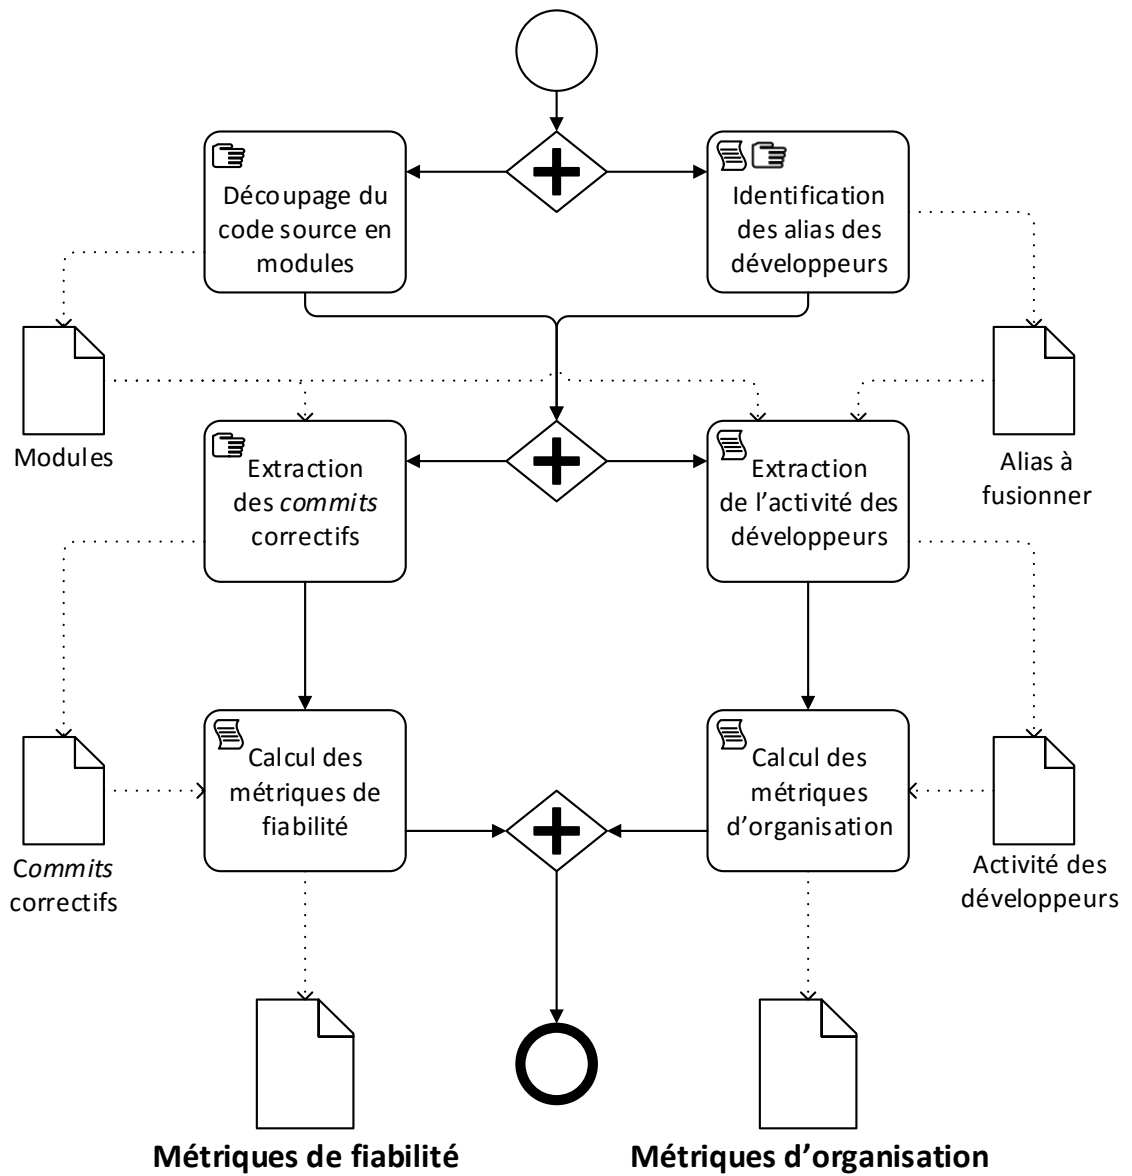 Découpage du
code source en
modules
Identification
des alias des
développeurs
Modules
Alias à
fusionner
Extraction
des commits
correctifs
Extraction
de l’activité des
développeurs
Calcul des
métriques de
fiabilité
Calcul des
métriques
d’organisation
Commits
correctifs
Activité des
développeurs
Métriques de fiabilité
Métriques d’organisation